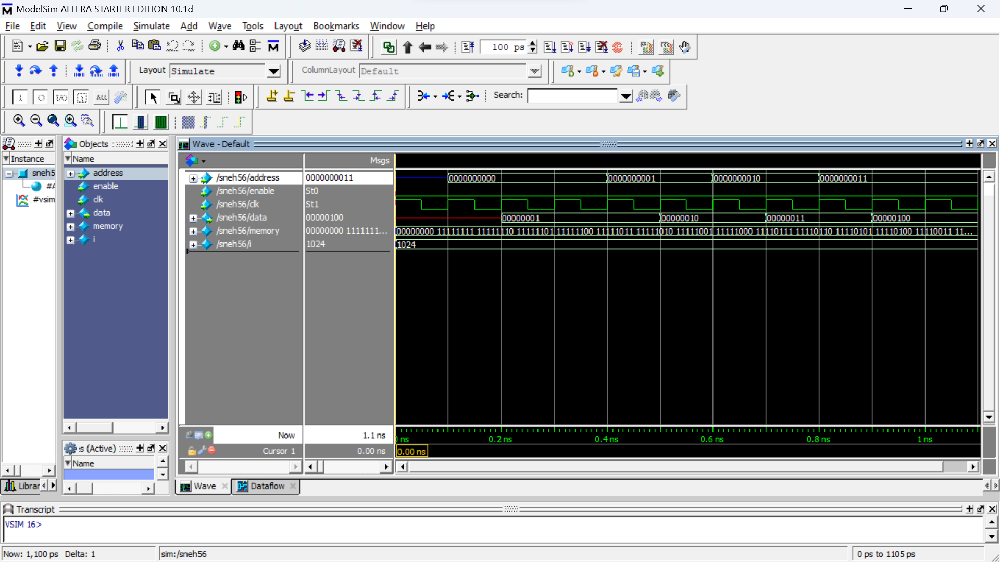 ModelSim ALTERA STARTER EDITION 10.1d
File Edit View Compile Simulate Add Wave Tools Layout Bookmarks Window Help
100 ps
Layout Simulate
ColumnLayout Default
Search:
Instance
sneh5
#A
#vsim
Librar
Objects
Name
address
enable
clk
data
memory
i
s (Active)
Name
Wave - Default
Msgs
/sneh56/address 0000000011 0000000000 0000000001 0000000010 0000000011
/sneh56/enable St0
/sneh56/clk St1
/sneh56/data 00000100 00000001 00000010 00000011 00000100
/sneh56/memory 00000000 1111111... 00000000 11111111 11111110 11111101 11111100 11111011 11111010 11111001 11111000 11110111 11110110 11110101 11110100 11110011 11...
/sneh56/i 1024 1024
Now 1.1 ns
ns 0.2 ns 0.4 ns 0.6 ns 0.8 ns 1 ns
Cursor 1 0.00 ns 0.00 ns
Wave Dataflow
Transcript
VSIM 16>
Now: 1,100 ps Delta: 1 sim:/sneh56 0 ps to 1105 ps